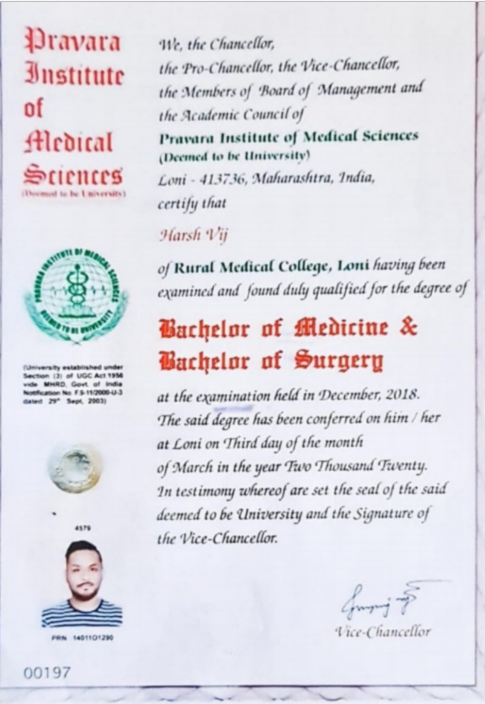 Pravara
Institute
of
Medical
Sciences
(Deemed to be University)
We, the Chancellor,
the Pro-Chancellor, the Vice-Chancellor,
the Members of Board of Management and
the Academic Council of
Pravara Institute of Medical Sciences
(Deemed to be University)
Loni - 413736, Maharashtra, India,
certify that
Harsh Vij
of Rural Medical College, Loni having been
examined and found duly qualified for the degree of
Bachelor of Medicine &
Bachelor of Surgery
at the examination held in December, 2018.
The said degree has been conferred on him / her
at Loni on Third day of the month
of March in the year Two Thousand Twenty.
In testimony whereof are set the seal of the said
deemed to be University and the Signature of
the Vice-Chancellor.
PRAVARA INSTITUTE OF MEDICAL SCIENCES
DEEMED TO BE UNIVERSITY
(University established under
Section (3) of UGC Act 1956
vide MHRD, Govt. of India
Notification No. F.9-11/2000-U-3
dated 29th Sept, 2003)
4579
PRN 14011O1290
00197
Vice-Chancellor